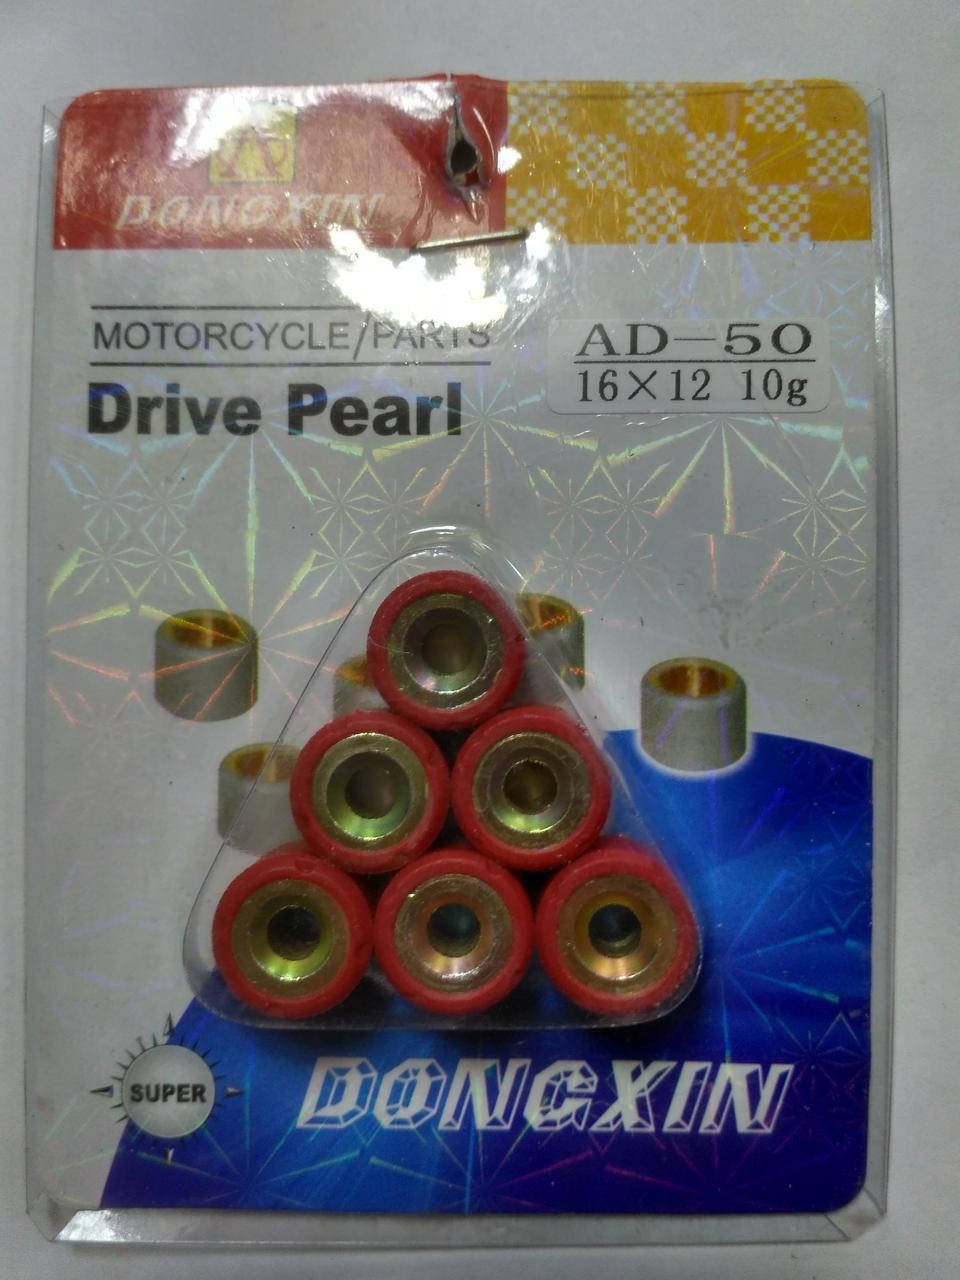 DONGXIN
MOTORCYCLE/PARTS
Drive Pearl
AD-50
16×12 10g
SUPER
DONGXIN